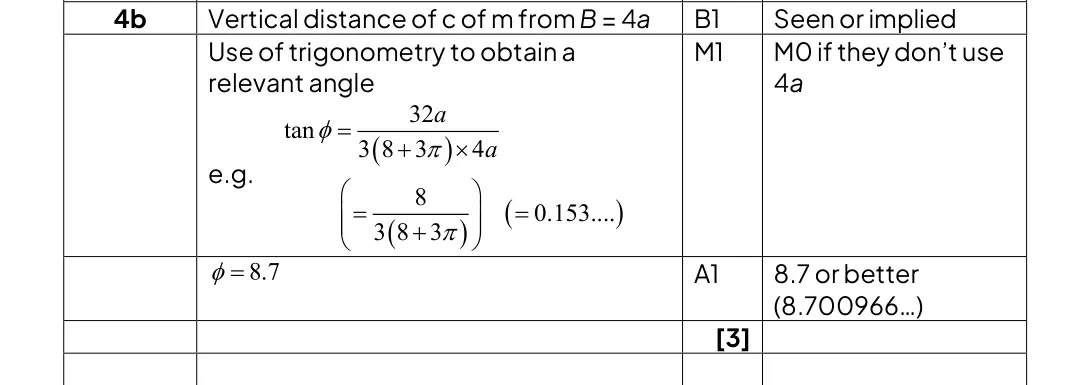 4b Vertical distance of c of m from B = 4a B1 Seen or implied
Use of trigonometry to obtain a M1 M0 if they don't use
relevant angle 4a
e.g. tan ϕ = 32a / 3(8 + 3π) × 4a
(= 8 / 3(8 + 3π)) (= 0.153....)
ϕ = 8.7 A1 8.7 or better
(8.700966...)
[3]